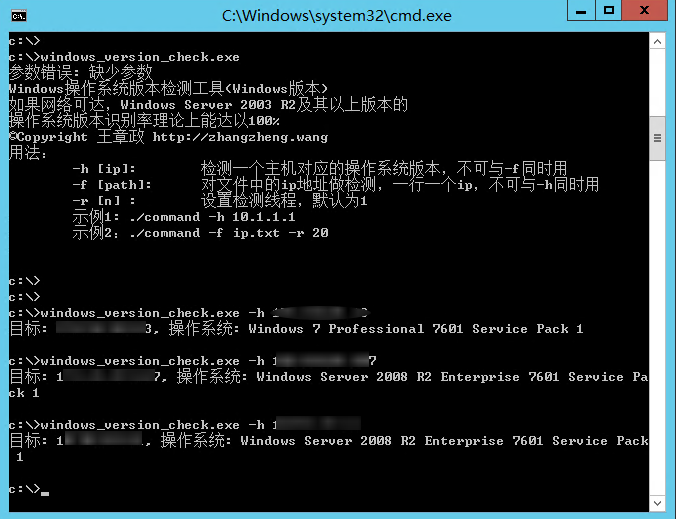 C:\Windows\system32\cmd.exe
c:\>
c:\>windows_version_check.exe
参数错误: 缺少参数
Windows操作系统版本检测工具(Windows版本)
如果网络可达, Windows Server 2003 R2及其以上版本的
操作系统版本识别率理论上能达以100%
©Copyright 王章政 http://zhangzheng.wang
用法:
-h [ip]: 检测一个主机对应的操作系统版本, 不可与-f同时用
-f [path]: 对文件中的ip地址做检测, 一行一个ip, 不可与-h同时用
-r [n] : 设置检测线程, 默认为1
示例1: ./command -h 10.1.1.1
示例2: ./command -f ip.txt -r 20
c:\>
c:\>
c:\>windows_version_check.exe -h 1
目标: 3, 操作系统: Windows 7 Professional 7601 Service Pack 1
c:\>windows_version_check.exe -h 1 7
目标: 1 7, 操作系统: Windows Server 2008 R2 Enterprise 7601 Service Pa
ck 1
c:\>windows_version_check.exe -h 1
目标: 1 , 操作系统: Windows Server 2008 R2 Enterprise 7601 Service Pack
1
c:\>